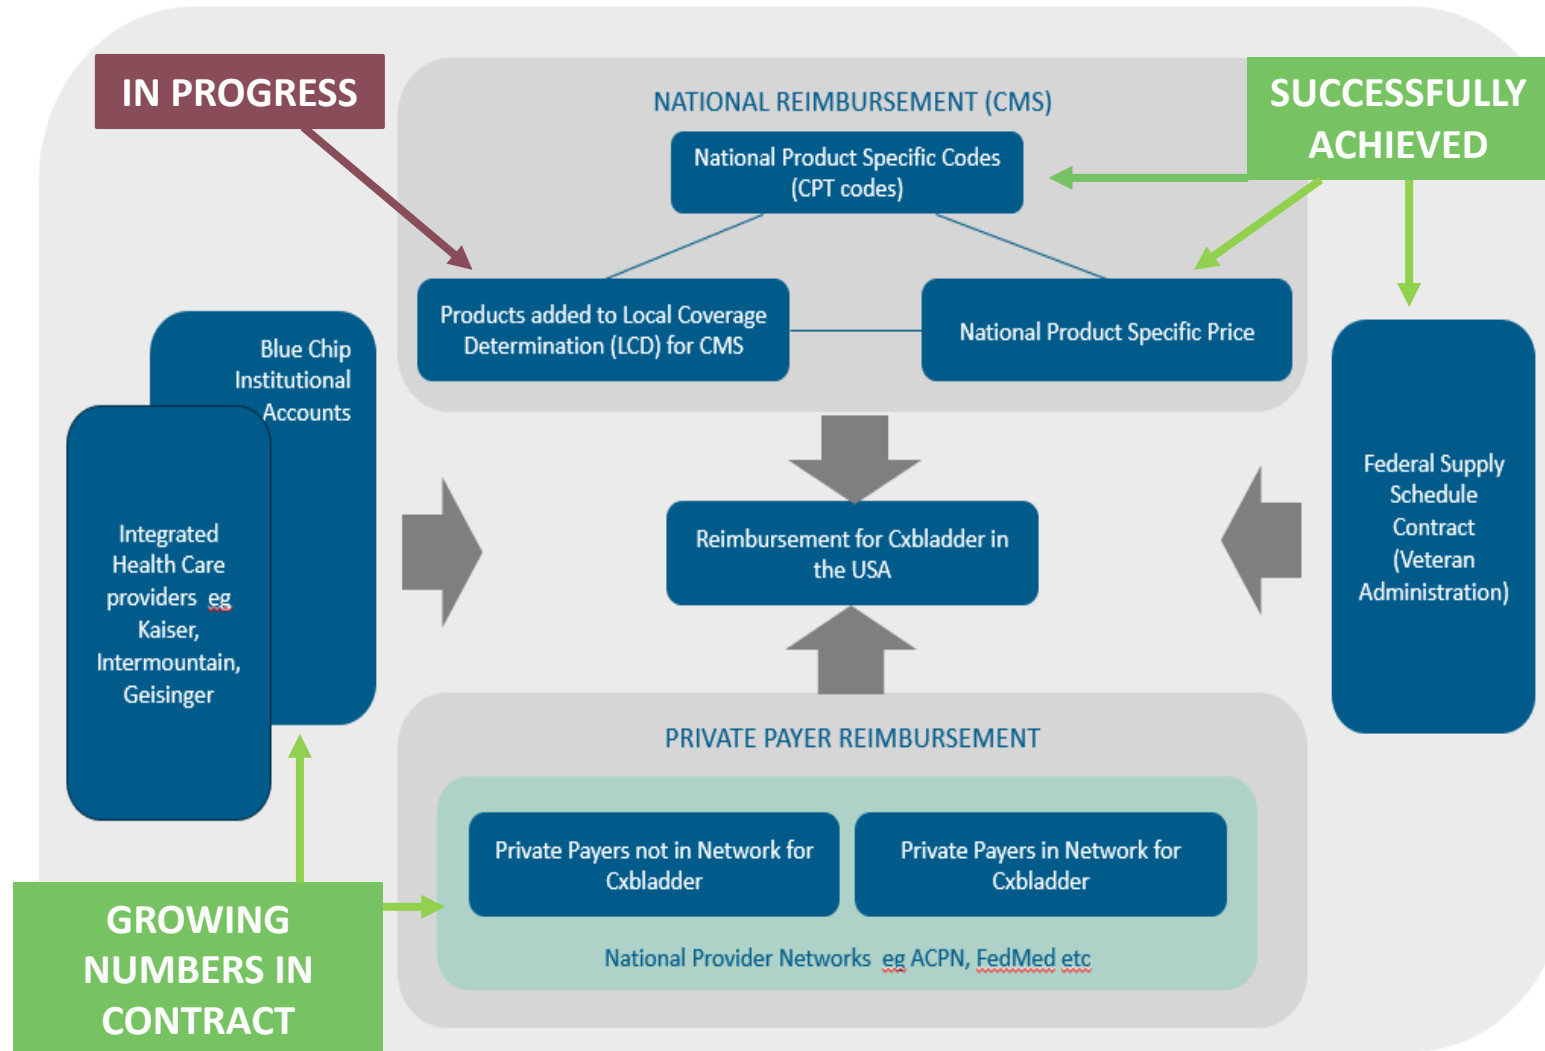 IN PROGRESS
NATIONAL REIMBURSEMENT (CMS)
SUCCESSFULLY
ACHIEVED
National Product Specific Codes
(CPT codes)
Products added to Local Coverage
Determination (LCD) for CMS
National Product Specific Price
Blue Chip
Institutional
Accounts
Integrated
Health Care
providers eg
Kaiser,
Intermountain,
Geisinger
Reimbursement for Cxbladder in
the USA
Federal Supply
Schedule
Contract
(Veteran
Administration)
PRIVATE PAYER REIMBURSEMENT
Private Payers not in Network for
Cxbladder
Private Payers in Network for
Cxbladder
National Provider Networks eg ACPN, FedMed etc
GROWING
NUMBERS IN
CONTRACT